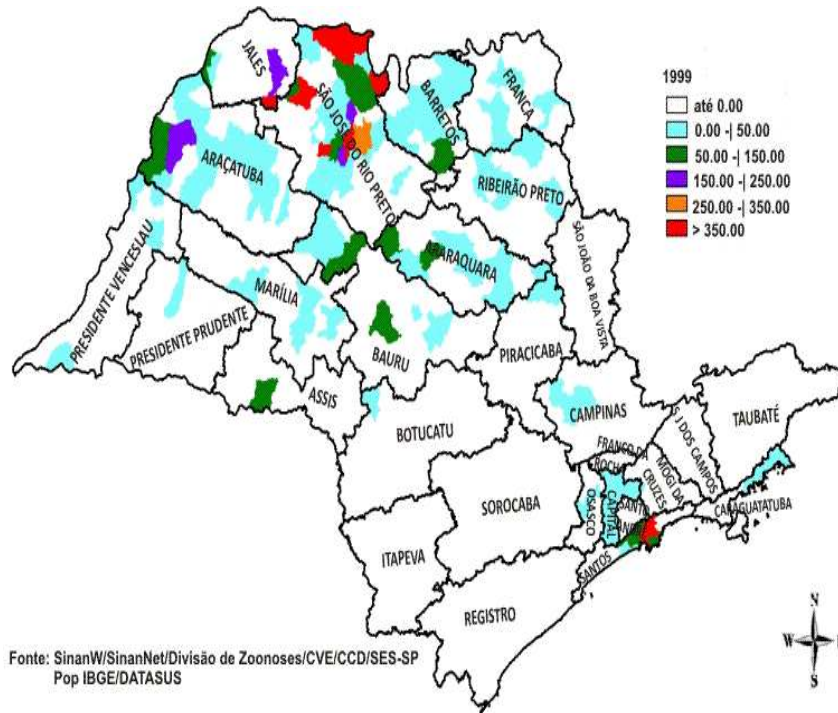 1999
até 0.00
0.00 -| 50.00
50.00 -| 150.00
150.00 -| 250.00
250.00 -| 350.00
> 350.00
JALES
SÃO JOSÉ DO RIO PRETO
BARRETOS
FRANCA
ARAÇATUBA
RIBEIRÃO PRETO
ARARAQUARA
SÃO JOÃO DA BOA VISTA
PRESIDENTE VENCESLAU
MARÍLIA
PRESIDENTE PRUDENTE
BAURU
PIRACICABA
ASSIS
CAMPINAS
BOTUCATU
TAUBATÉ
S J DOS CAMPOS
FRANCO DA
ROCHA
MOGI DA
CRUZES
SOROCABA
OSASCO
CAPITAL
SANTO
CARAGUATATUBA
ITAPEVA
SANTOS
REGISTRO
N
W
S
Fonte: SinanW/SinanNet/Divisão de Zoonoses/CVE/CCD/SES-SP
Pop IBGE/DATASUS